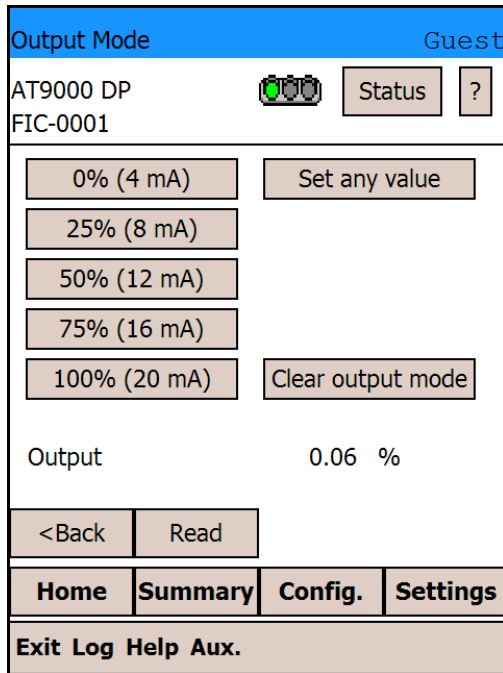 Output Mode Guest
AT9000 DP Status ?
FIC-0001
0% (4 mA) Set any value
25% (8 mA)
50% (12 mA)
75% (16 mA)
100% (20 mA) Clear output mode
Output 0.06 %
<Back Read
Home Summary Config. Settings
Exit Log Help Aux.